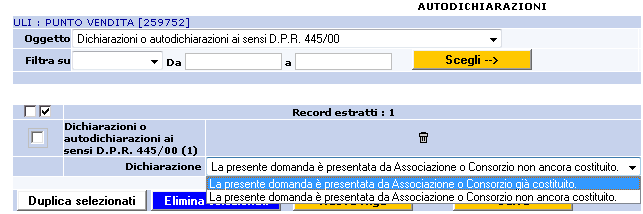 AUTODICHIARAZIONI
ULI : PUNTO VENDITA [259752]
Oggetto Dichiarazioni o autodichiarazioni ai sensi D.P.R. 445/00
Filtra su Da a Scegli -->
Record estratti : 1
Dichiarazioni o
autodichiarazioni ai
sensi D.P.R. 445/00 (1)
Dichiarazione La presente domanda è presentata da Associazione o Consorzio non ancora costituito.
La presente domanda è presentata da Associazione o Consorzio già costituito.
La presente domanda è presentata da Associazione o Consorzio non ancora costituito.
Duplica selezionati Elimina